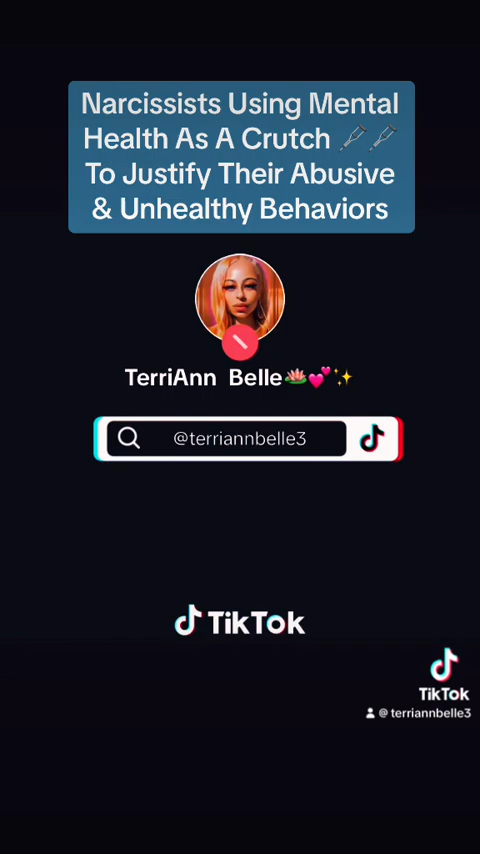 Narcissists Using Mental
Health As A Crutch 🩼🩼
To Justify Their Abusive
& Unhealthy Behaviors
TerriAnn Belle🪷💕✨
@terriannbelle3
TikTok
TikTok
@ terriannbelle3